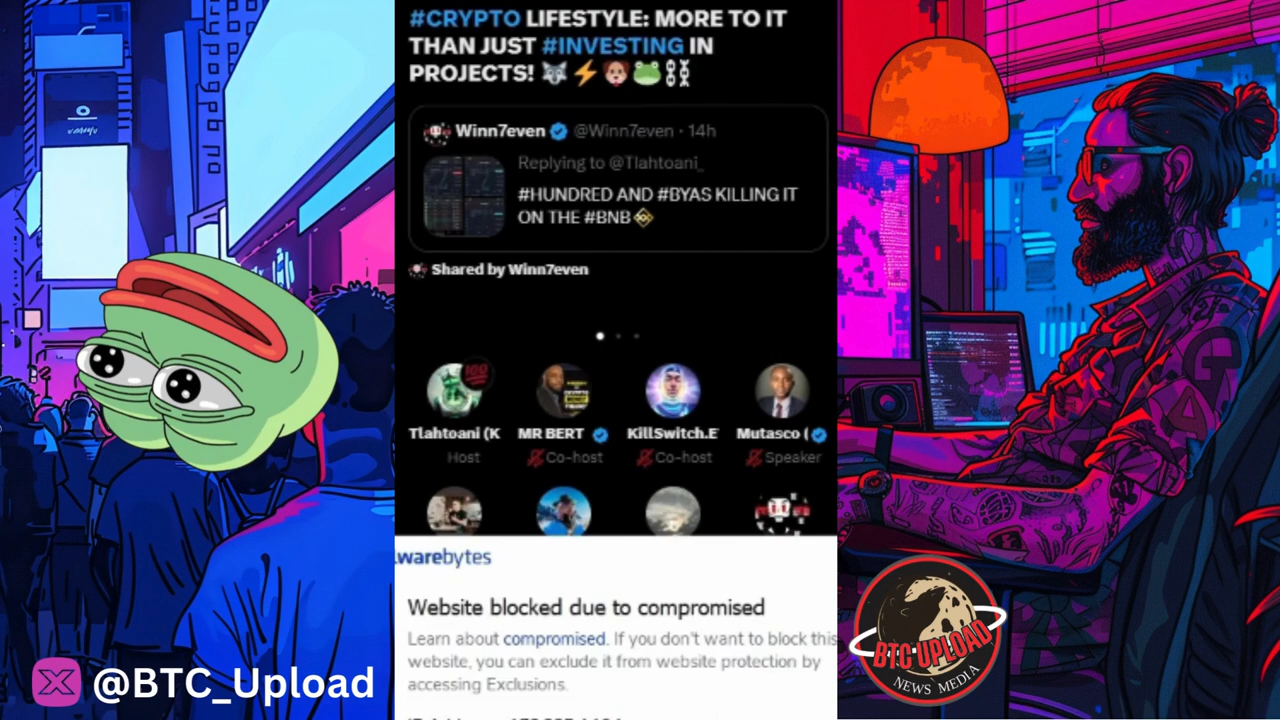 #CRYPTO LIFESTYLE: MORE TO IT
THAN JUST #INVESTING IN
PROJECTS! 🐺⚡🐶🐸⛓
Winn7even @Winn7even · 14h
Replying to @Tlahtoani_
#HUNDRED AND #BYAS KILLING IT
ON THE #BNB
Shared by Winn7even
100
Tlahtoani (K MR BERT KillSwitch.E Mutasco (
Host Co-host Co-host Speaker
lwarebytes
Website blocked due to compromised
Learn about compromised. If you don't want to block this
website, you can exclude it from website protection by
accessing Exclusions.
@BTC_Upload
BTC UPLOAD
NEWS MEDIA